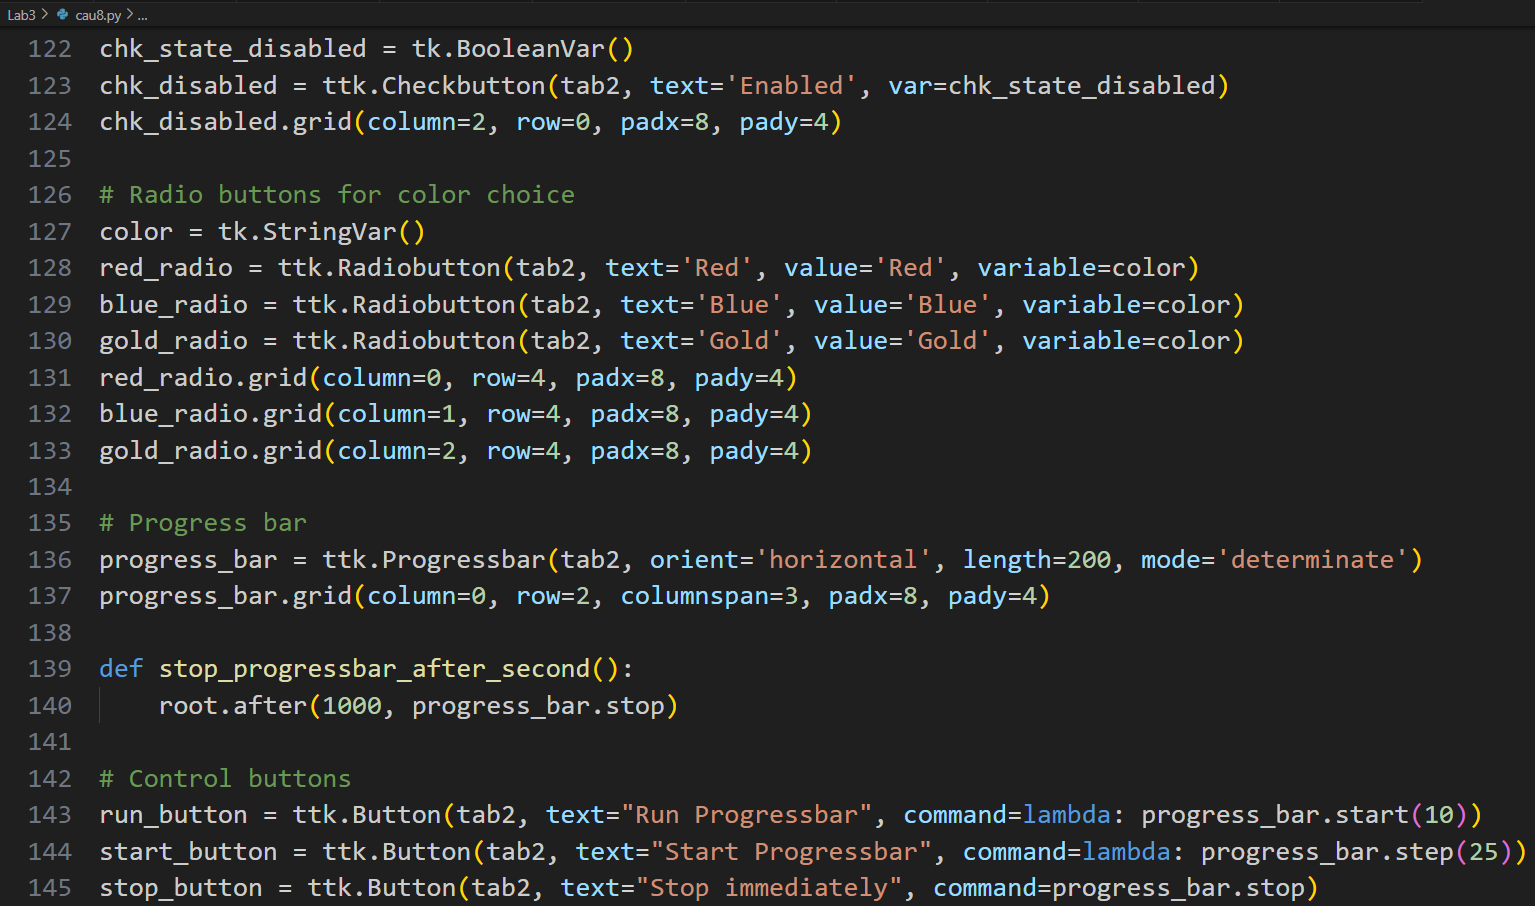 Lab3 > cau8.py > ...
122 chk_state_disabled = tk.BooleanVar()
123 chk_disabled = ttk.Checkbutton(tab2, text='Enabled', var=chk_state_disabled)
124 chk_disabled.grid(column=2, row=0, padx=8, pady=4)
125
126 # Radio buttons for color choice
127 color = tk.StringVar()
128 red_radio = ttk.Radiobutton(tab2, text='Red', value='Red', variable=color)
129 blue_radio = ttk.Radiobutton(tab2, text='Blue', value='Blue', variable=color)
130 gold_radio = ttk.Radiobutton(tab2, text='Gold', value='Gold', variable=color)
131 red_radio.grid(column=0, row=4, padx=8, pady=4)
132 blue_radio.grid(column=1, row=4, padx=8, pady=4)
133 gold_radio.grid(column=2, row=4, padx=8, pady=4)
134
135 # Progress bar
136 progress_bar = ttk.Progressbar(tab2, orient='horizontal', length=200, mode='determinate')
137 progress_bar.grid(column=0, row=2, columnspan=3, padx=8, pady=4)
138
139 def stop_progressbar_after_second():
140     root.after(1000, progress_bar.stop)
141
142 # Control buttons
143 run_button = ttk.Button(tab2, text="Run Progressbar", command=lambda: progress_bar.start(10))
144 start_button = ttk.Button(tab2, text="Start Progressbar", command=lambda: progress_bar.step(25))
145 stop_button = ttk.Button(tab2, text="Stop immediately", command=progress_bar.stop)